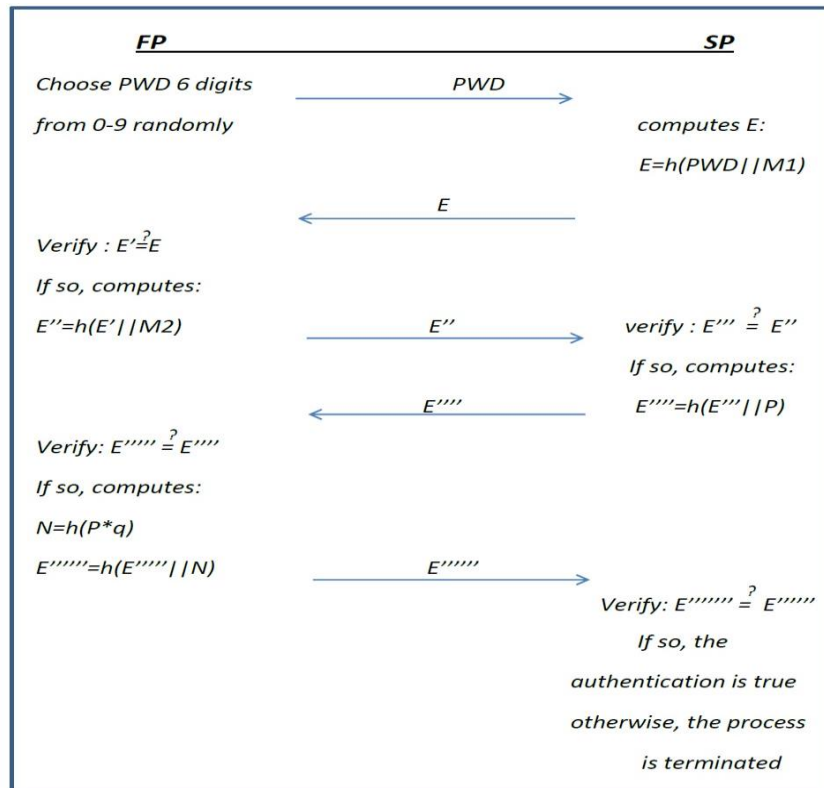 FP SP
Choose PWD 6 digits PWD
from 0-9 randomly computes E:
E=h(PWD||M1)
E
?
Verify : E'=E
If so, computes:
?
E''=h(E'||M2) E'' verify : E''' = E''
If so, computes:
E'''' E''''=h(E'''||P)
?
Verify: E''''' = E''''
If so, computes:
N=h(P*q)
E''''''=h(E'''''||N) E''''''
?
Verify: E''''''' = E''''''
If so, the
authentication is true
otherwise, the process
is terminated